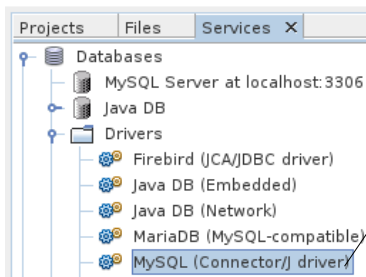 Projects Files Services X
Databases
MySQL Server at localhost:3306
Java DB
Drivers
Firebird (JCA/JDBC driver)
Java DB (Embedded)
Java DB (Network)
MariaDB (MySQL-compatible)
MySQL (Connector/J driver)